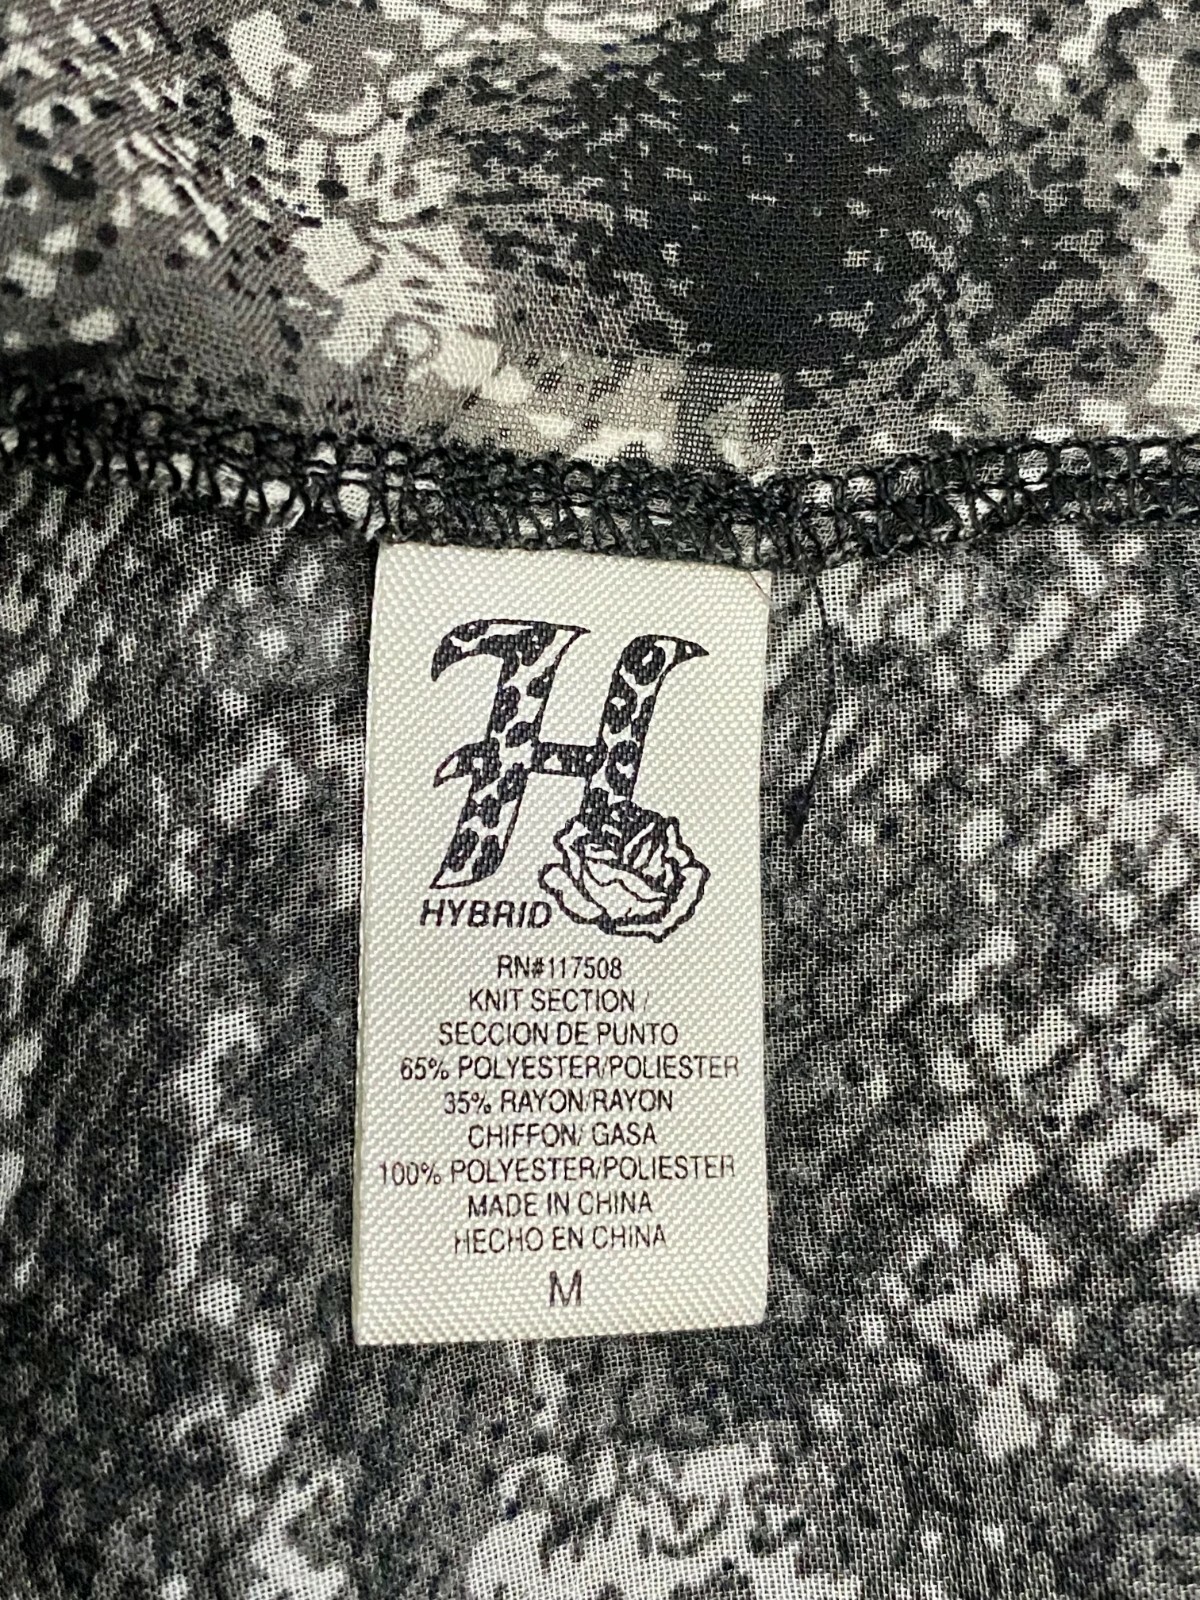 H
HYBRID
RN#117508
KNIT SECTION /
SECCION DE PUNTO
65% POLYESTER/POLIESTER
35% RAYON/RAYON
CHIFFON/ GASA
100% POLYESTER/POLIESTER
MADE IN CHINA
HECHO EN CHINA
M